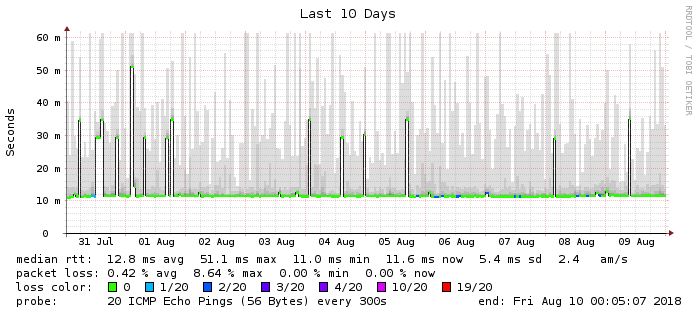 Last 10 Days
RRDTOOL / TOBI OETIKER
Seconds
60 m
50 m
40 m
30 m
20 m
10 m
0
31 Jul 01 Aug 02 Aug 03 Aug 04 Aug 05 Aug 06 Aug 07 Aug 08 Aug 09 Aug
median rtt: 12.8 ms avg 51.1 ms max 11.0 ms min 11.6 ms now 5.4 ms sd 2.4 am/s
packet loss: 0.42 % avg 8.64 % max 0.00 % min 0.00 % now
loss color: 0 1/20 2/20 3/20 4/20 10/20 19/20
probe: 20 ICMP Echo Pings (56 Bytes) every 300s end: Fri Aug 10 00:05:07 2018